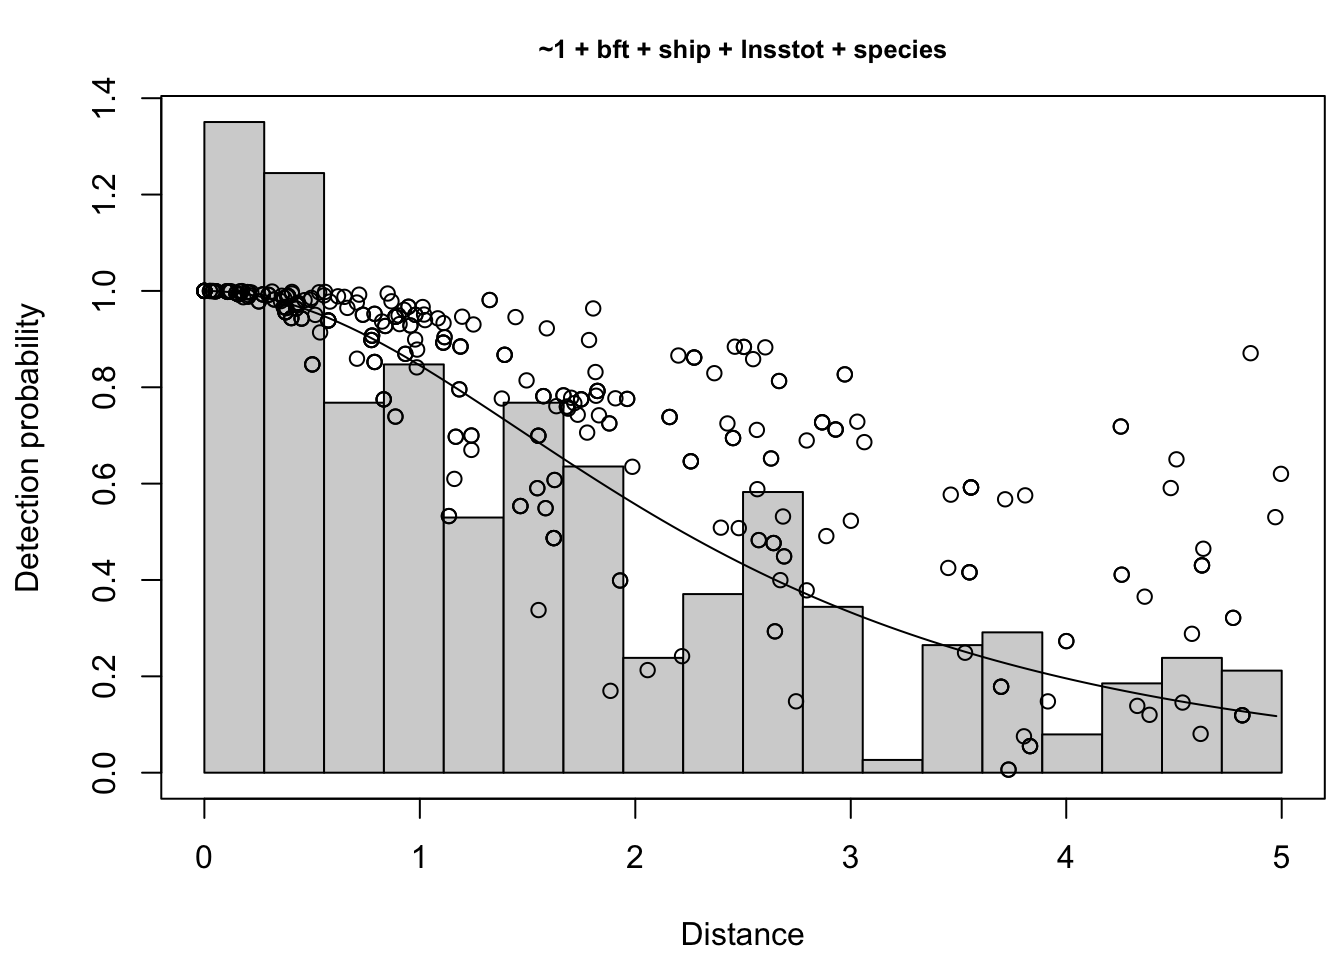 ~1 + bft + ship + lnsstot + species
Detection probability
1.4
1.2
1.0
0.8
0.6
0.4
0.2
0.0
0 1 2 3 4 5
Distance